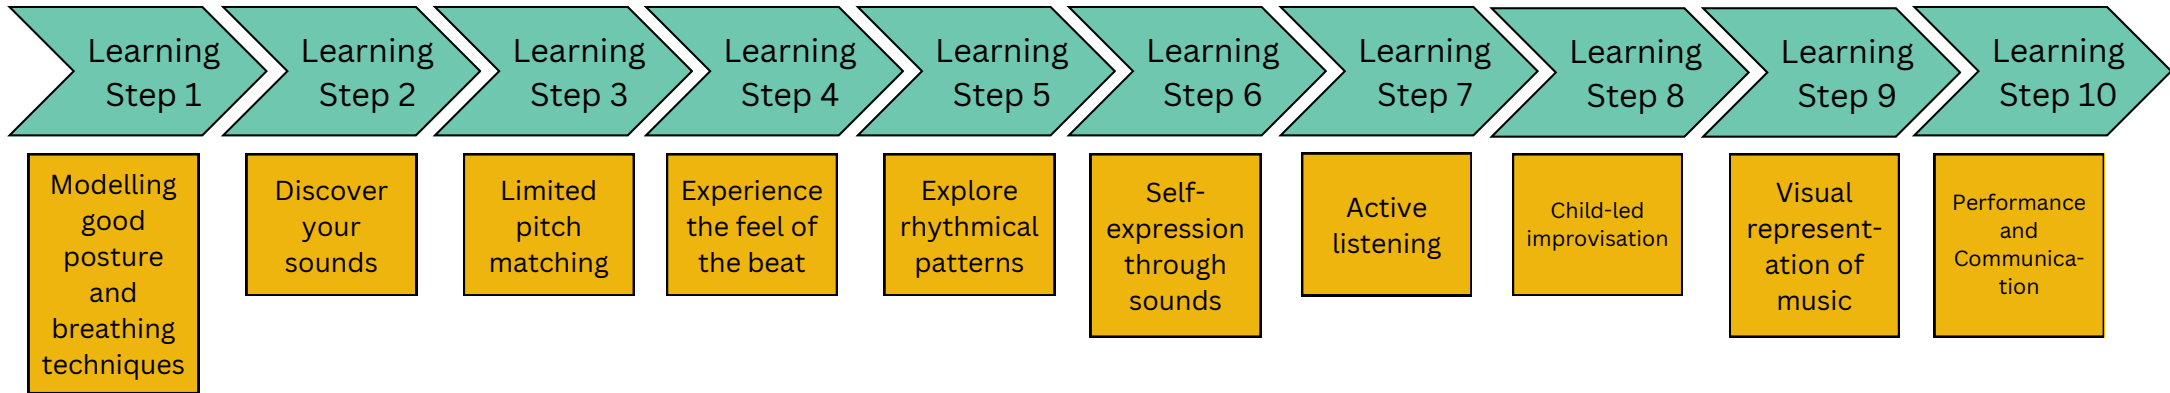 Learning
Step 1
Learning
Step 2
Learning
Step 3
Learning
Step 4
Learning
Step 5
Learning
Step 6
Learning
Step 7
Learning
Step 8
Learning
Step 9
Learning
Step 10
Modelling
good
posture
and
breathing
techniques
Discover
your
sounds
Limited
pitch
matching
Experience
the feel of
the beat
Explore
rhythmical
patterns
Self-
expression
through
sounds
Active
listening
Child-led
improvisation
Visual
represent-
ation of
music
Performance
and
Communica-
tion